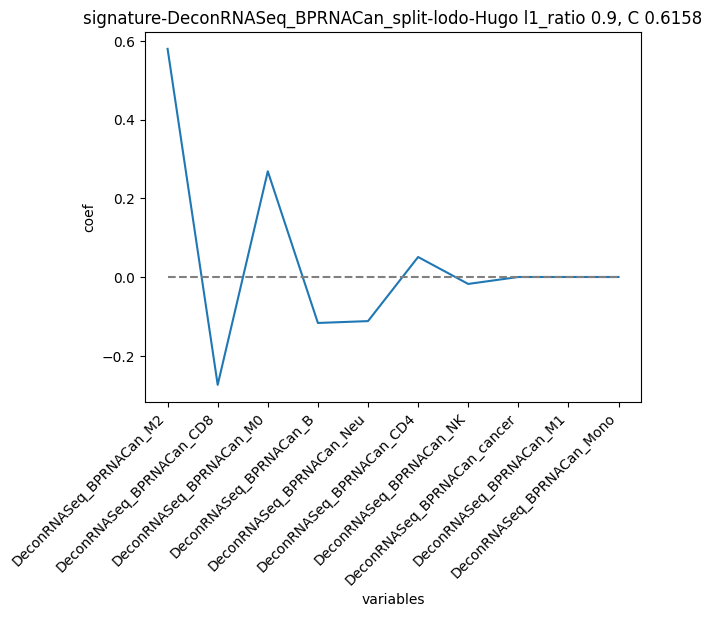 signature-DeconRNASeq_BPRNACan_split-lodo-Hugo l1_ratio 0.9, C 0.6158
0.6
0.4
0.2
0.0
−0.2
coef
DeconRNASeq_BPRNACan_M2
DeconRNASeq_BPRNACan_CD8
DeconRNASeq_BPRNACan_M0
DeconRNASeq_BPRNACan_B
DeconRNASeq_BPRNACan_Neu
DeconRNASeq_BPRNACan_CD4
DeconRNASeq_BPRNACan_NK
DeconRNASeq_BPRNACan_cancer
DeconRNASeq_BPRNACan_M1
DeconRNASeq_BPRNACan_Mono
variables